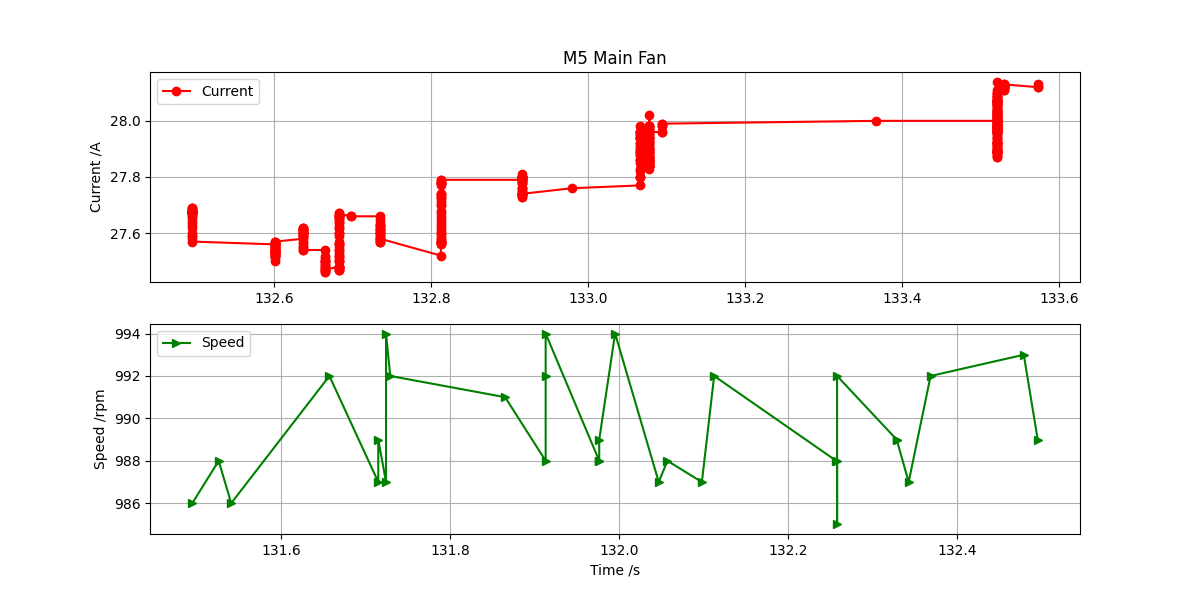 M5 Main Fan
Current
Current /A
28.0
27.8
27.6
132.6 132.8 133.0 133.2 133.4 133.6
Speed
Speed /rpm
994
992
990
988
986
131.6 131.8 132.0 132.2 132.4
Time /s